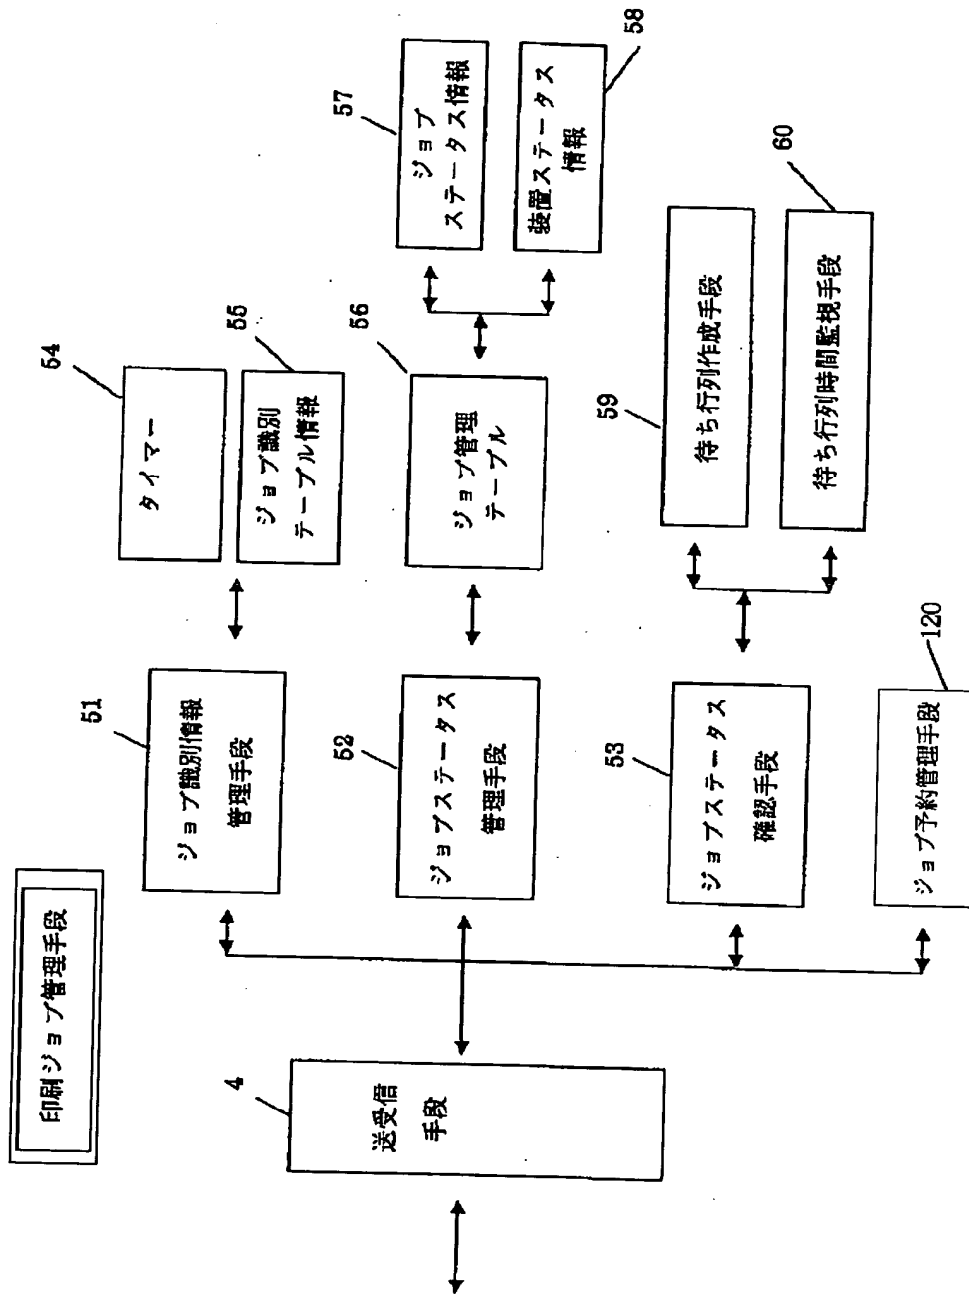 印刷ジョブ管理手段
4
送受信
手段
51
ジョブ識別情報
管理手段
52
ジョブステータス
管理手段
53
ジョブステータス
確認手段
120
ジョブ予約管理手段
54
タイマー
55
ジョブ識別
テーブル情報
56
ジョブ管理
テーブル
57
ジョブ
ステータス情報
58
装置ステータス
情報
59
待ち行列作成手段
60
待ち行列時間監視手段